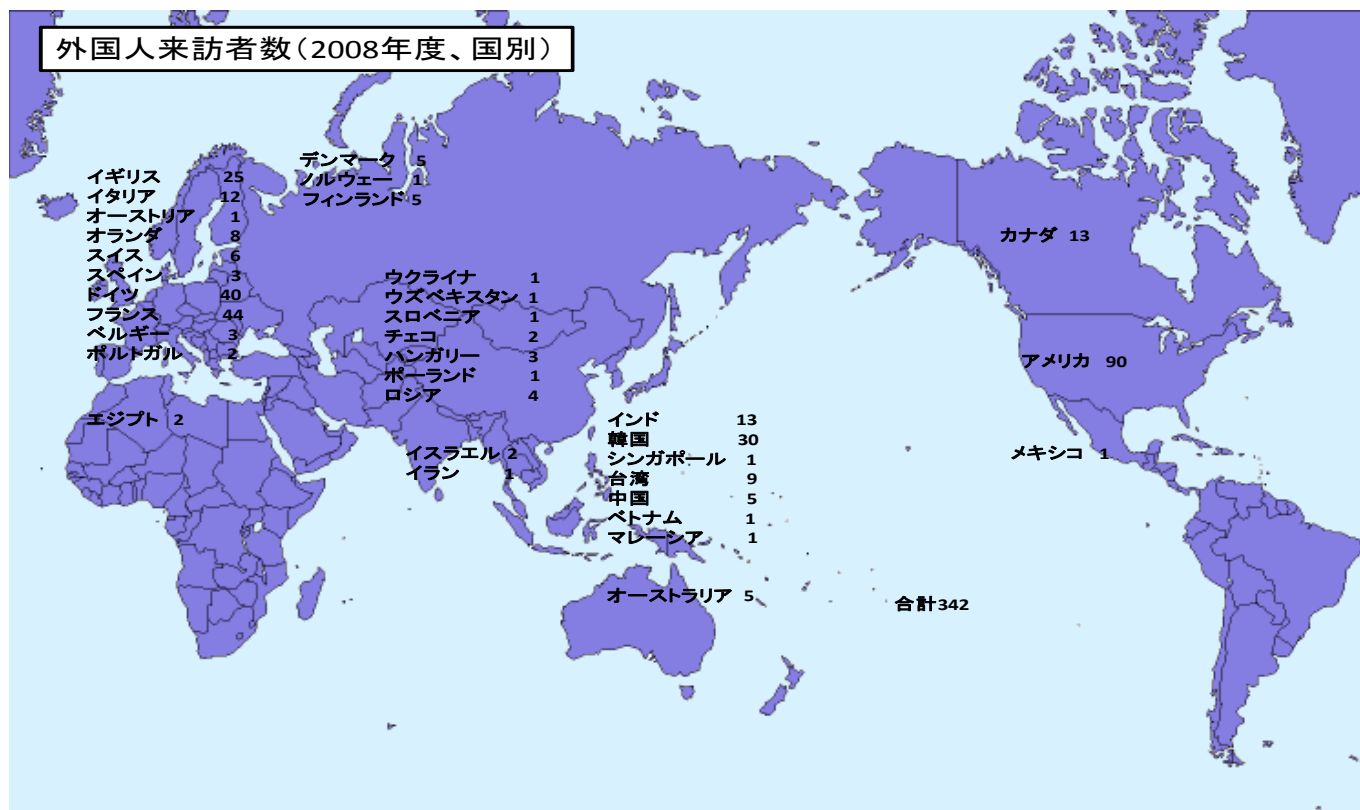 外国人来訪者数(2008年度、国別)
デンマーク 5
ノルウェー 1
フィンランド 5
イギリス 25
イタリア 12
オーストリア 1
オランダ 8
スイス 6
スペイン 3
ドイツ 40
フランス 44
ベルギー 3
ポルトガル 2
ウクライナ 1
ウズベキスタン 1
スロベニア 1
チェコ 2
ハンガリー 3
ポーランド 1
ロシア 4
カナダ 13
アメリカ 90
メキシコ 1
エジプト 2
イスラエル 2
イラン 1
インド 13
韓国 30
シンガポール 1
台湾 9
中国 5
ベトナム 1
マレーシア 1
オーストラリア 5
合計342